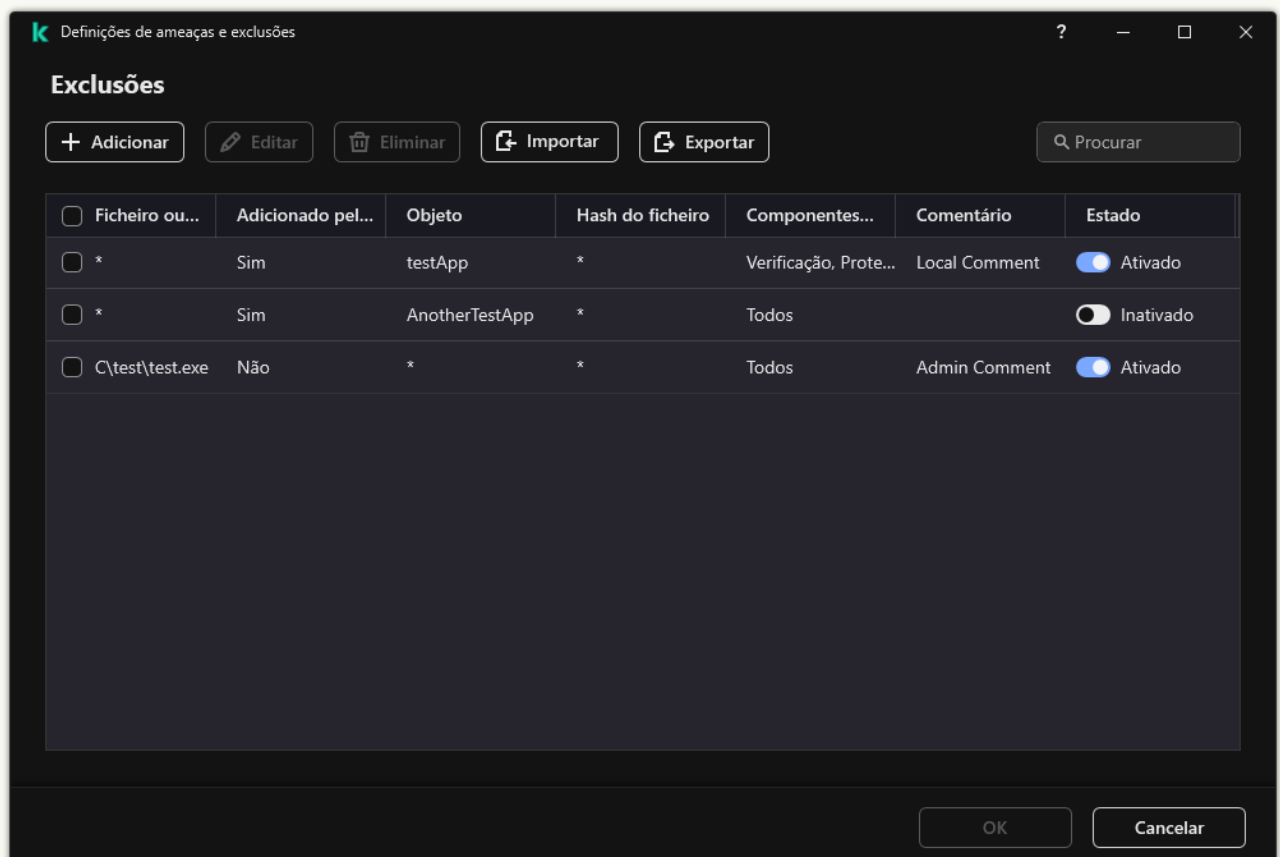 Definições de ameaças e exclusões ?
Exclusões
Adicionar Editar Eliminar Importar Exportar Procurar
Ficheiro ou... Adicionado pel... Objeto Hash do ficheiro Componentes... Comentário Estado
* Sim testApp * Verificação, Prote... Local Comment Ativado
* Sim AnotherTestApp * Todos Inativado
C\test\test.exe Não * * Todos Admin Comment Ativado
OK Cancelar